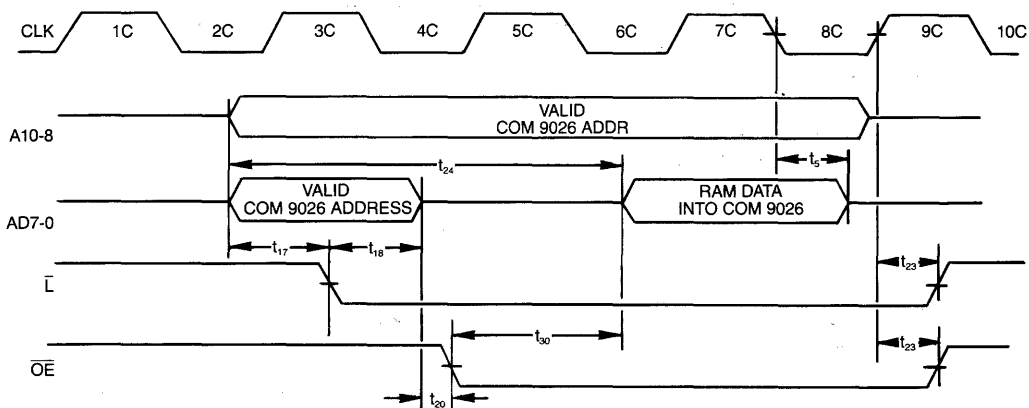 CLK 1C 2C 3C 4C 5C 6C 7C 8C 9C 10C
VALID
COM 9026 ADDR
A10-8
t24
t5
VALID
COM 9026 ADDRESS
RAM DATA
INTO COM 9026
AD7-0
t17
t18
L
t23
t30
OE
t23
t20